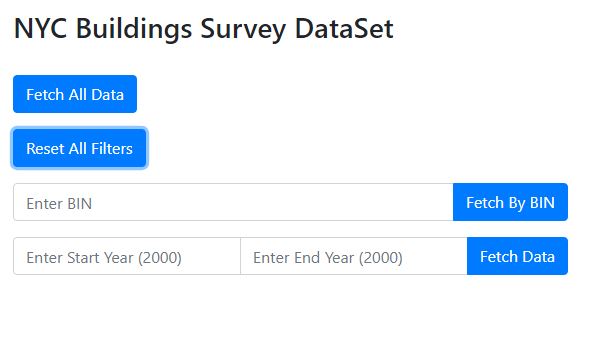 NYC Buildings Survey DataSet
Fetch All Data
Reset All Filters
Enter BIN Fetch By BIN
Enter Start Year (2000) Enter End Year (2000) Fetch Data